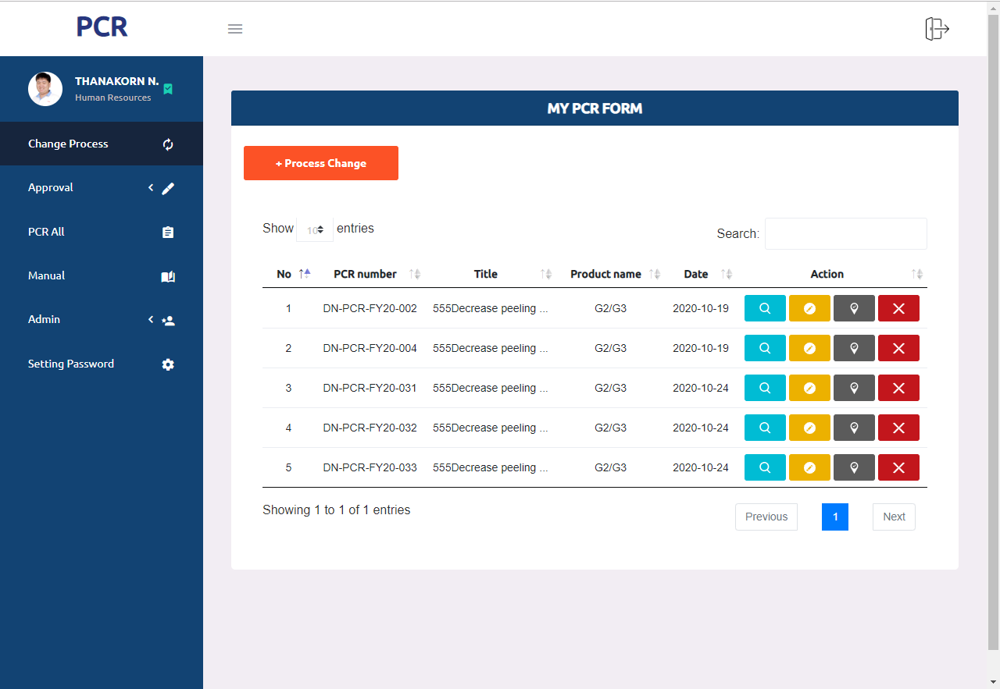 PCR
THANAKORN N.
Human Resources
Change Process
Approval
PCR All
Manual
Admin
Setting Password
MY PCR FORM
+ Process Change
Show 10 entries
Search:
No PCR number Title Product name Date Action
1 DN-PCR-FY20-002 555Decrease peeling ... G2/G3 2020-10-19
2 DN-PCR-FY20-004 555Decrease peeling ... G2/G3 2020-10-19
3 DN-PCR-FY20-031 555Decrease peeling ... G2/G3 2020-10-24
4 DN-PCR-FY20-032 555Decrease peeling ... G2/G3 2020-10-24
5 DN-PCR-FY20-033 555Decrease peeling ... G2/G3 2020-10-24
Showing 1 to 1 of 1 entries
Previous 1 Next